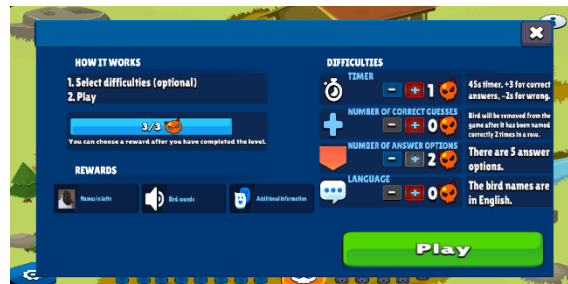 HOW IT WORKS
1. Select difficulties (optional)
2. Play
3/3
You can choose a reward after you have completed the level.
REWARDS
Names in latin
Bird sounds
Additional information
DIFFICULTIES
TIMER
- + 1
45s timer. +3 for correct
answers, -2s for wrong.
NUMBER OF CORRECT GUESSES
- + 0
Bird will be removed from the
game after it has been named
correctly 2 times in a row.
NUMBER OF ANSWER OPTIONS
- + 2
There are 5 answer
options.
LANGUAGE
- + 0
The bird names are
in English.
Play